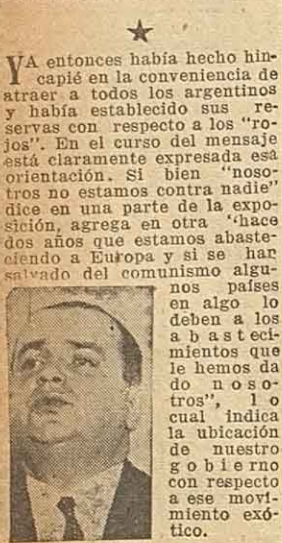 YA entonces había hecho hin-
capié en la conveniencia de
atraer a todos los argentinos
y había establecido sus re-
servas con respecto a los "ro-
jos". En el curso del mensaje
está claramente expresada esa
orientación. Si bien "noso-
tros no estamos contra nadie"
dice en una parte de la expo-
sición, agrega en otra "hace
dos años que estamos abaste-
ciendo a Europa y si se han
salvado del comunismo algu-
nos países
en algo lo
deben a los
abasteci-
mientos que
le hemos da
do noso-
tros", lo
cual indica
la ubicación
de nuestro
gobierno
con respecto
a ese movi-
miento exó-
tico.